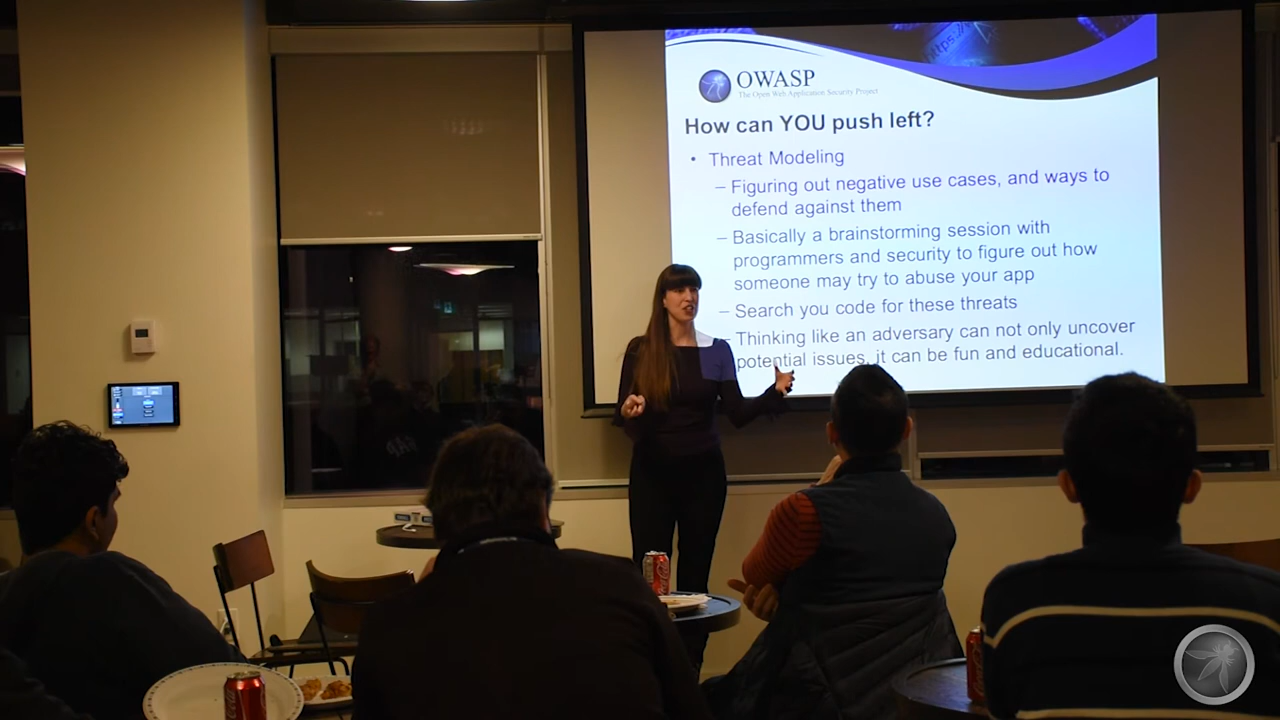 https://
OWASP
The Open Web Application Security Project
How can YOU push left?
• Threat Modeling
– Figuring out negative use cases, and ways to
defend against them
– Basically a brainstorming session with
programmers and security to figure out how
someone may try to abuse your app
– Search you code for these threats
– Thinking like an adversary can not only uncover
potential issues, it can be fun and educational.